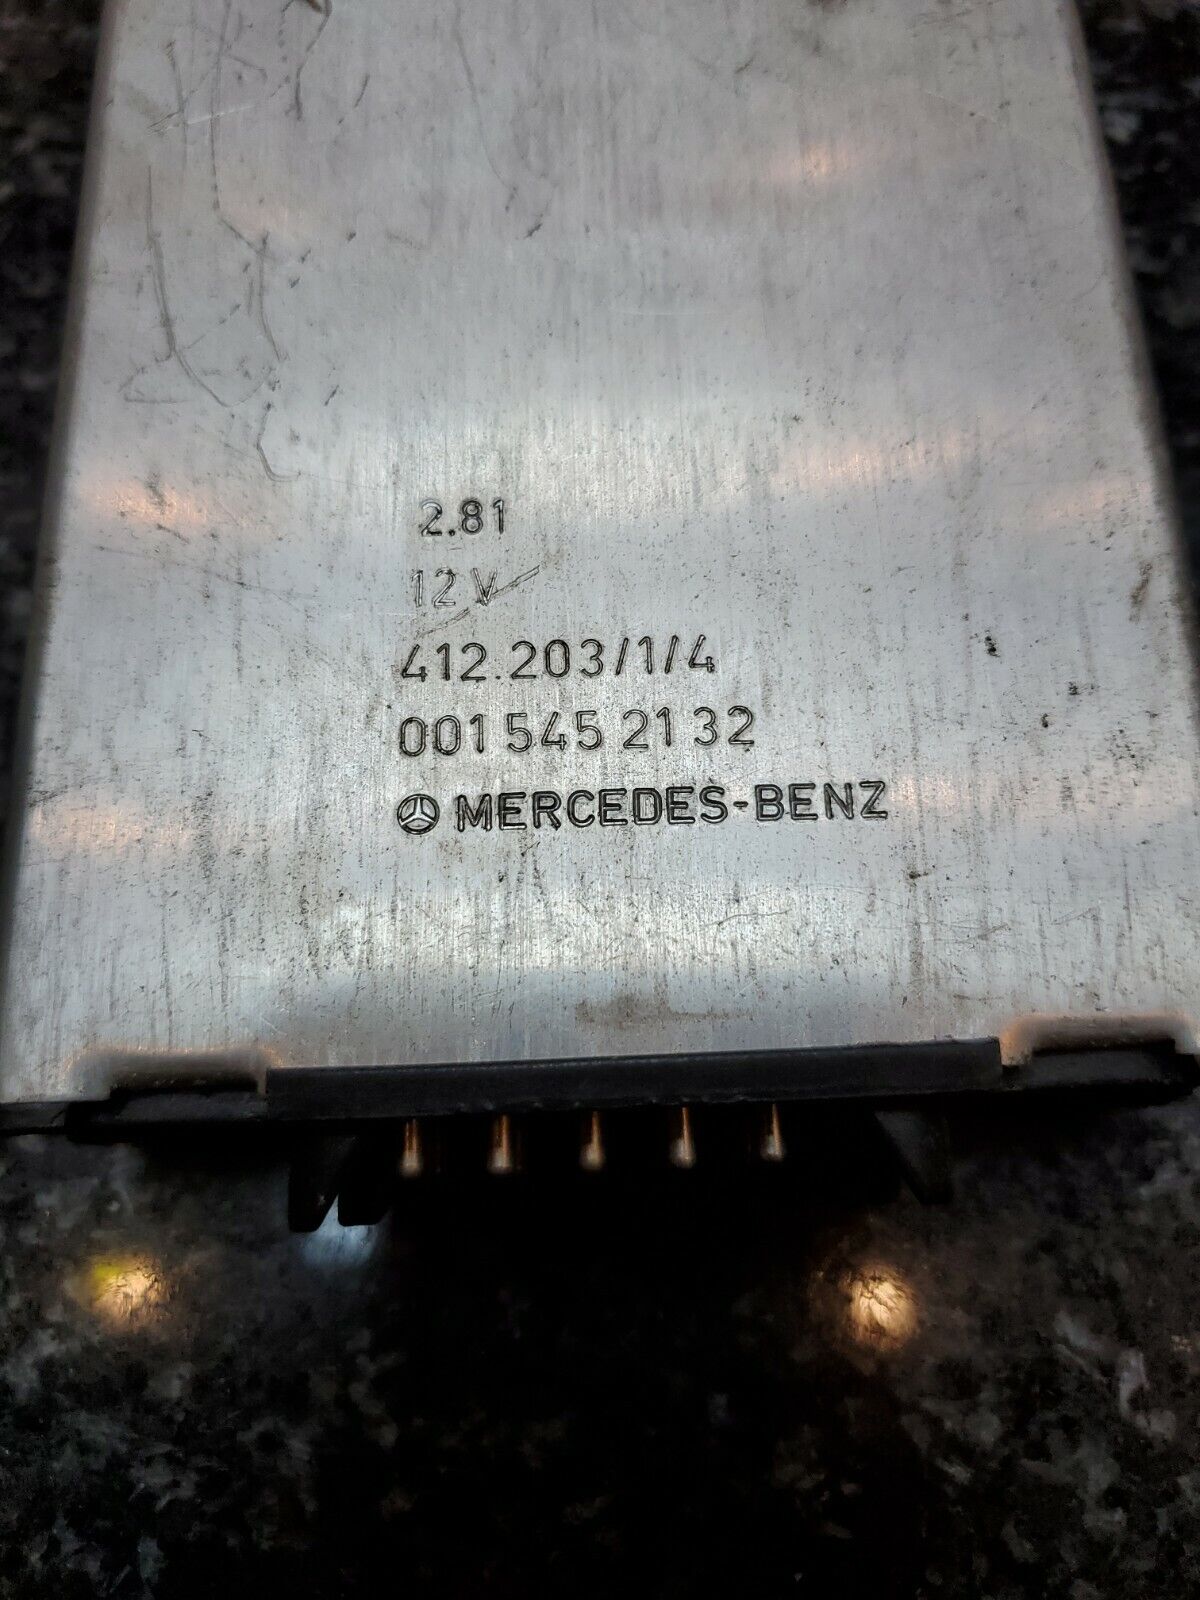 2.81
12 V
412.203/1/4
001 545 21 32
MERCEDES-BENZ